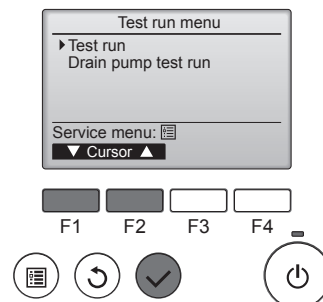 Test run menu
Test run
Drain pump test run
Service menu:
Cursor
F1 F2 F3 F4